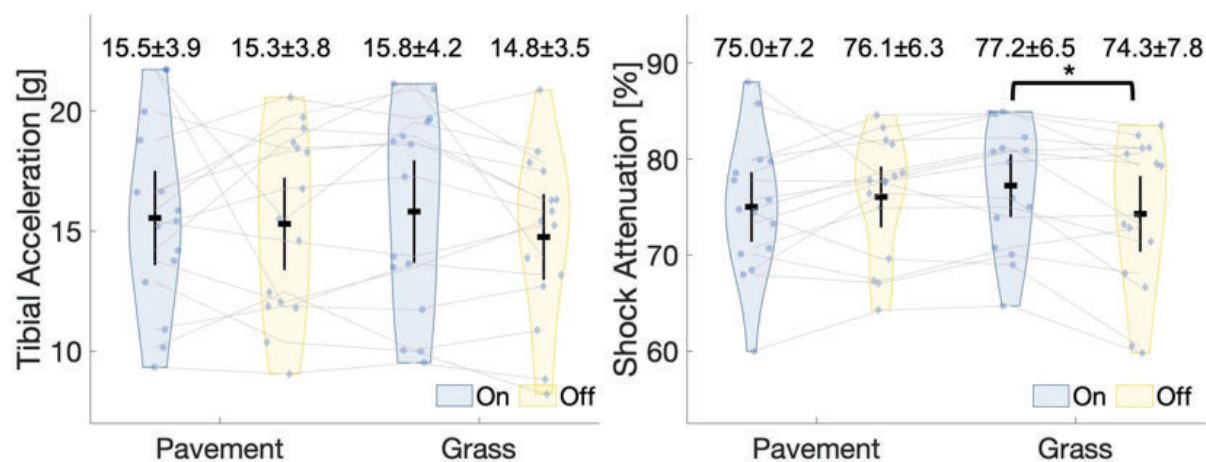 15.5±3.9 15.3±3.8 15.8±4.2 14.8±3.5
Tibial Acceleration [g]
20
15
10
On Off
Pavement Grass
75.0±7.2 76.1±6.3 77.2±6.5 74.3±7.8
*
Shock Attenuation [%]
90
80
70
60
On Off
Pavement Grass